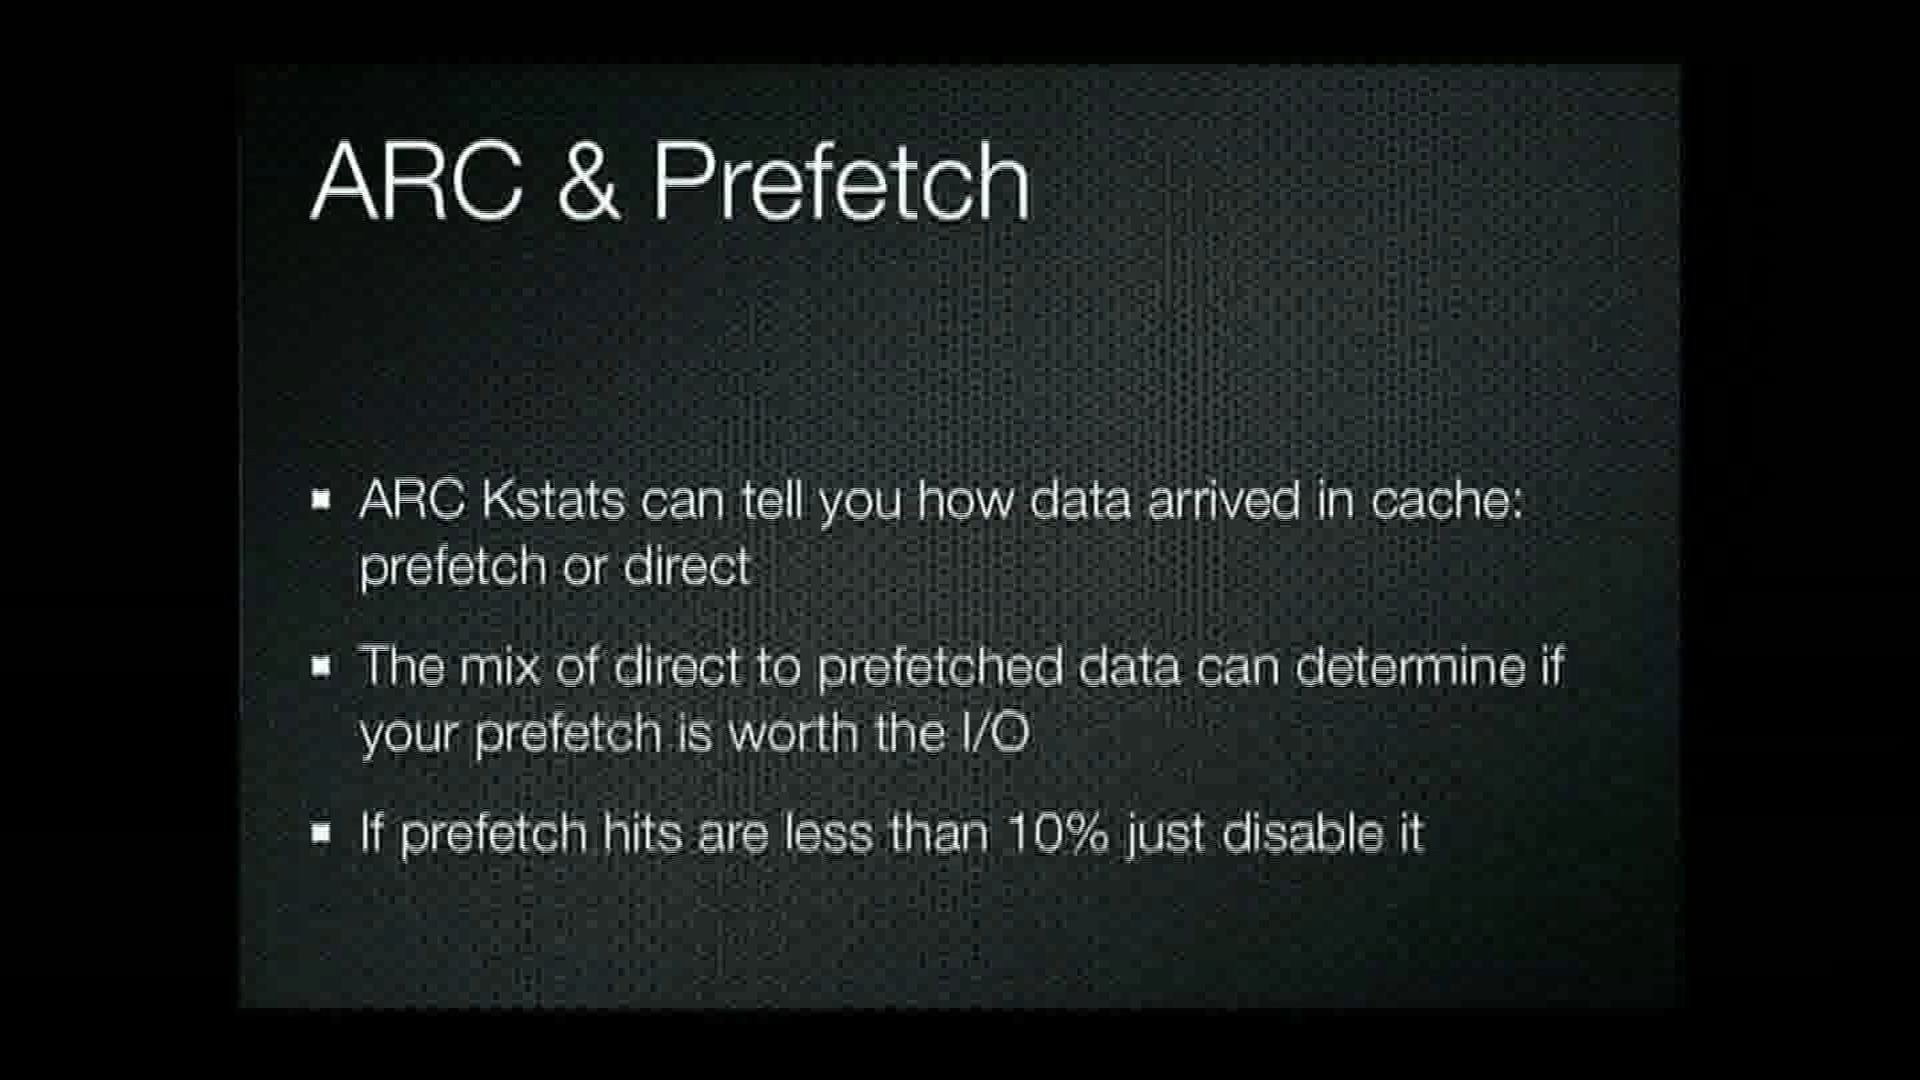 ARC & Prefetch
▪ ARC Kstats can tell you how data arrived in cache:
prefetch or direct
▪ The mix of direct to prefetched data can determine if
your prefetch is worth the I/O
▪ If prefetch hits are less than 10% just disable it